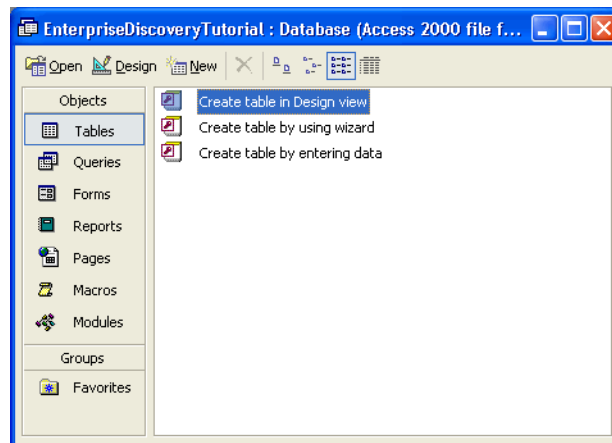 EnterpriseDiscoveryTutorial : Database (Access 2000 file f...
Open Design New
Objects
Tables
Queries
Forms
Reports
Pages
Macros
Modules
Groups
Favorites
Create table in Design view
Create table by using wizard
Create table by entering data